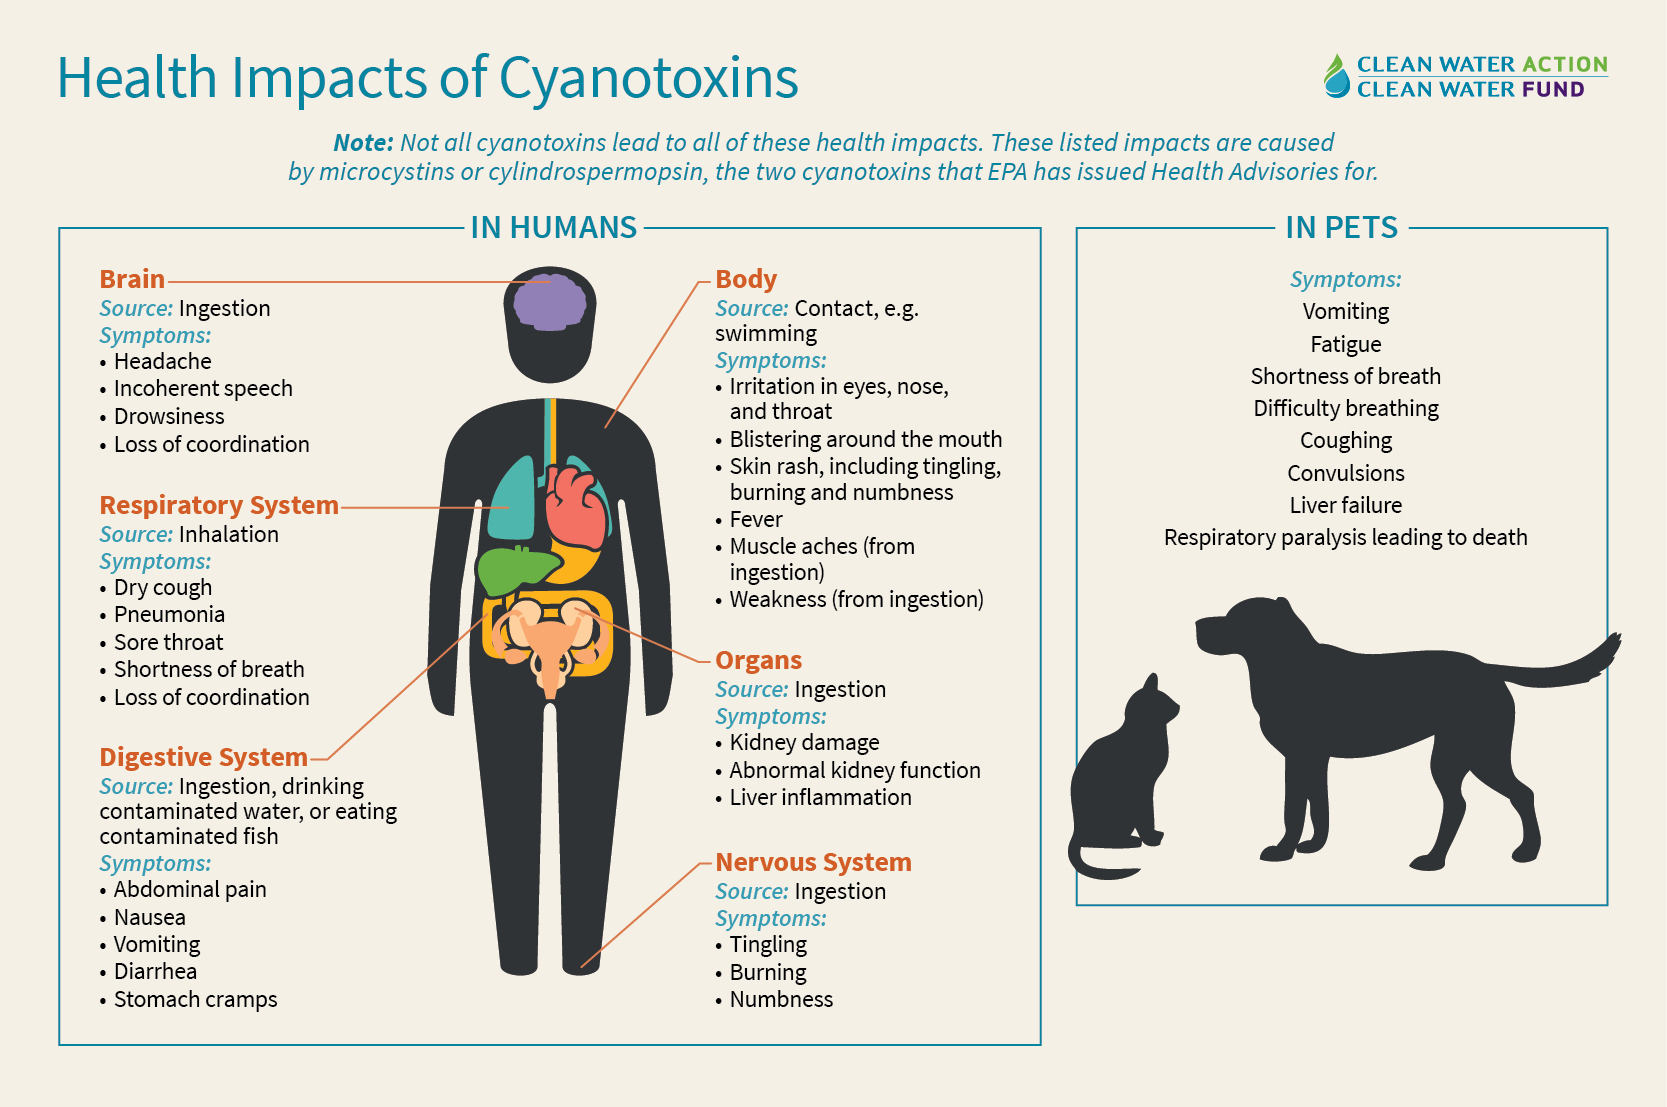 Health Impacts of Cyanotoxins
CLEAN WATER ACTION
CLEAN WATER FUND
Note: Not all cyanotoxins lead to all of these health impacts. These listed impacts are caused
by microcystins or cylindrospermopsin, the two cyanotoxins that EPA has issued Health Advisories for.
IN HUMANS
Brain
Source: Ingestion
Symptoms:
• Headache
• Incoherent speech
• Drowsiness
• Loss of coordination
Respiratory System
Source: Inhalation
Symptoms:
• Dry cough
• Pneumonia
• Sore throat
• Shortness of breath
• Loss of coordination
Digestive System
Source: Ingestion, drinking
contaminated water, or eating
contaminated fish
Symptoms:
• Abdominal pain
• Nausea
• Vomiting
• Diarrhea
• Stomach cramps
Body
Source: Contact, e.g.
swimming
Symptoms:
• Irritation in eyes, nose,
and throat
• Blistering around the mouth
• Skin rash, including tingling,
burning and numbness
• Fever
• Muscle aches (from
ingestion)
• Weakness (from ingestion)
Organs
Source: Ingestion
Symptoms:
• Kidney damage
• Abnormal kidney function
• Liver inflammation
Nervous System
Source: Ingestion
Symptoms:
• Tingling
• Burning
• Numbness
IN PETS
Symptoms:
Vomiting
Fatigue
Shortness of breath
Difficulty breathing
Coughing
Convulsions
Liver failure
Respiratory paralysis leading to death